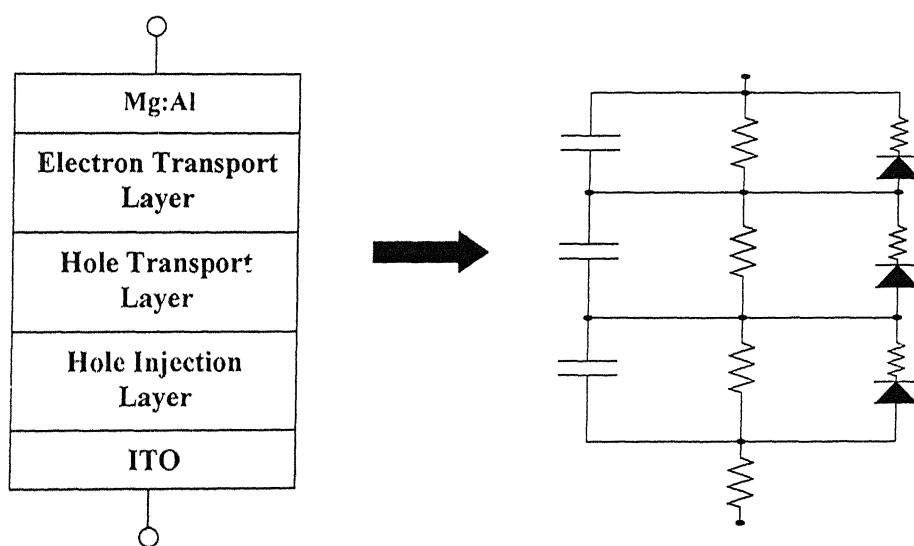 Mg:Al
Electron Transport
Layer
Hole Transport
Layer
Hole Injection
Layer
ITO